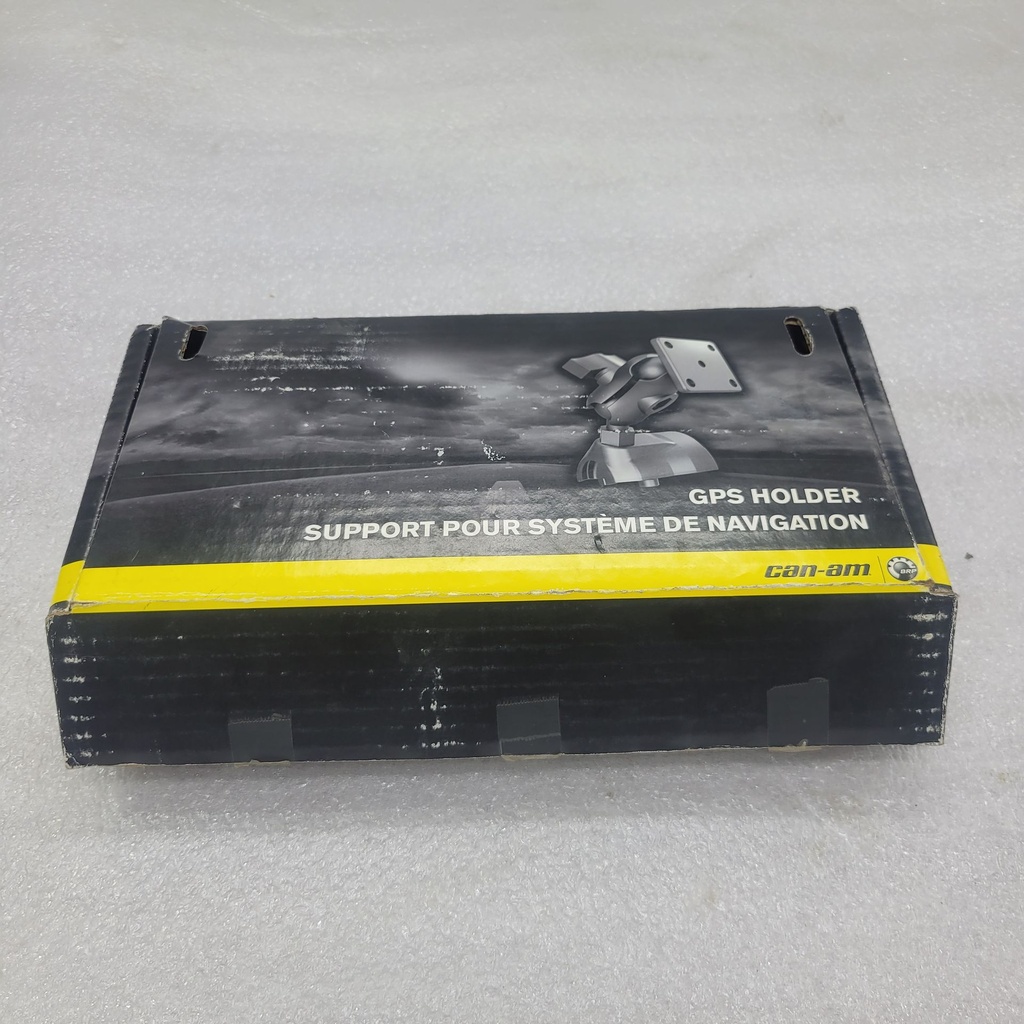 GPS HOLDER
SUPPORT POUR SYSTÈME DE NAVIGATION
can-am
BRP